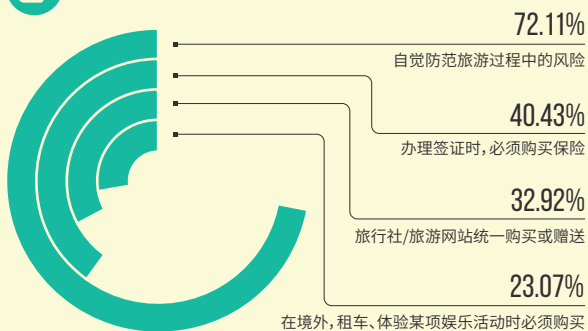 72.11%
自觉防范旅游过程中的风险
40.43%
办理签证时，必须购买保险
32.92%
旅行社/旅游网站统一购买或赠送
23.07%
在境外，租车、体验某项娱乐活动时必须购买